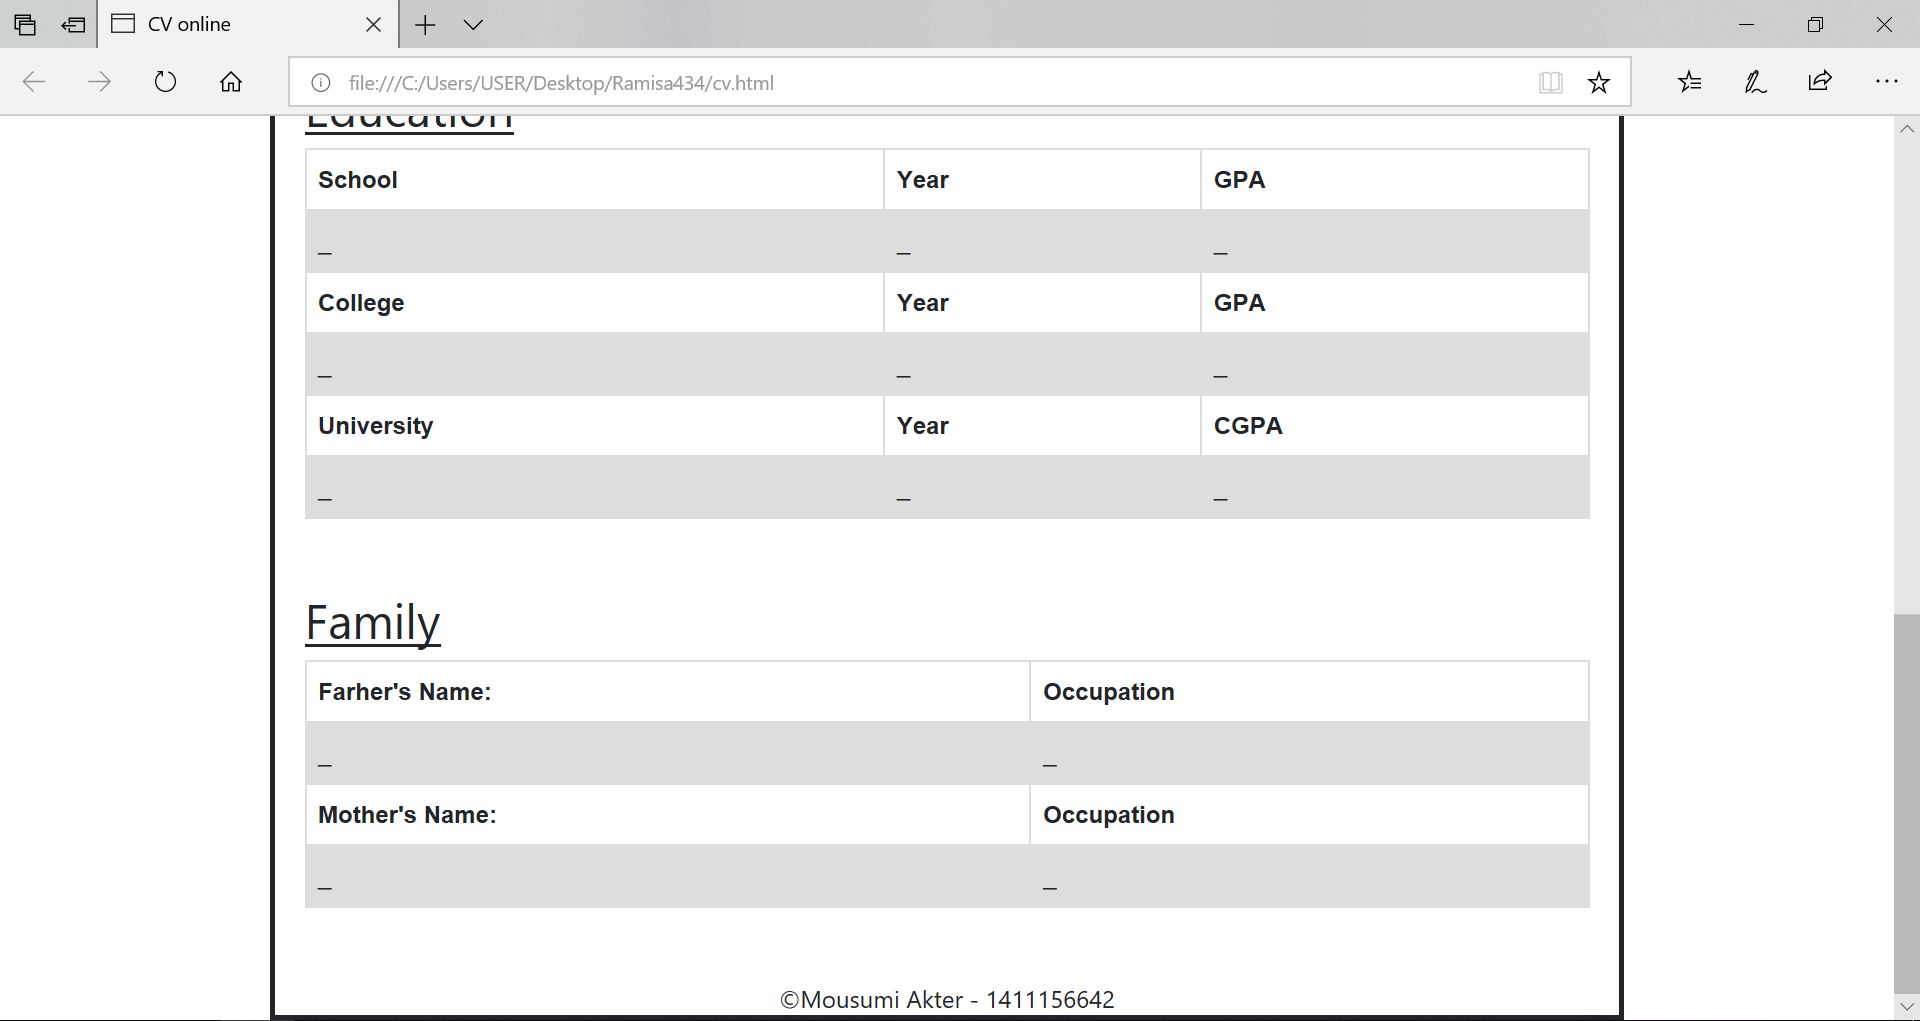 CV online
file:///C:/Users/USER/Desktop/Ramisa434/cv.html
Education
School Year GPA
_ _ _
College Year GPA
_ _ _
University Year CGPA
_ _ _
Family
Farher's Name: Occupation
_ _
Mother's Name: Occupation
_ _
©Mousumi Akter - 1411156642